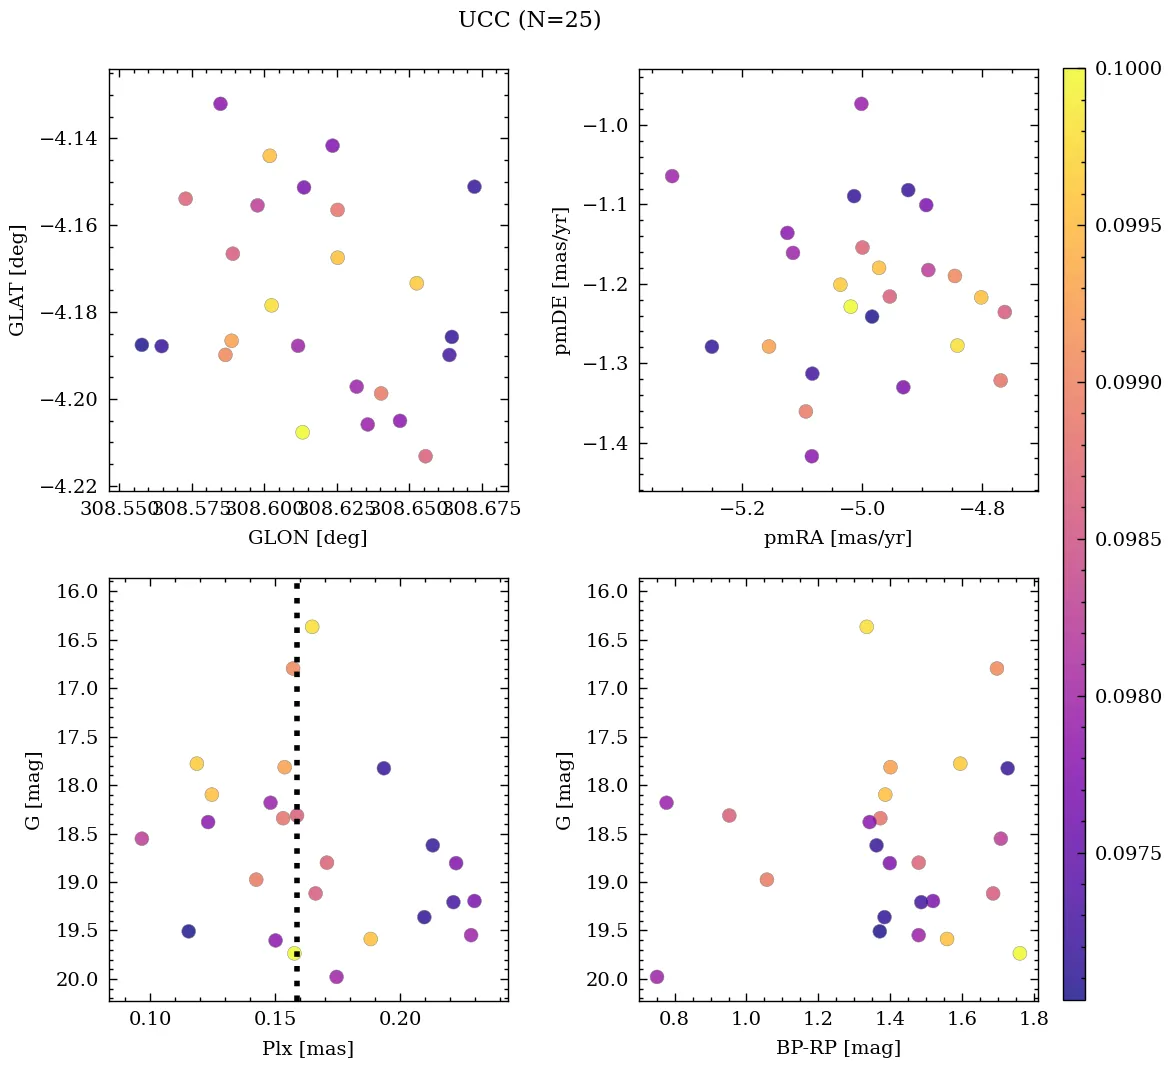 UCC (N=25)
−4.14
−4.16
−4.18
−4.20
−4.22
GLAT [deg]
308.550 308.575 308.600 308.625 308.650 308.675
GLON [deg]
−1.0
−1.1
−1.2
−1.3
−1.4
pmDE [mas/yr]
−5.2 −5.0 −4.8
pmRA [mas/yr]
16.0
16.5
17.0
17.5
18.0
18.5
19.0
19.5
20.0
G [mag]
0.10 0.15 0.20
Plx [mas]
16.0
16.5
17.0
17.5
18.0
18.5
19.0
19.5
20.0
G [mag]
0.8 1.0 1.2 1.4 1.6 1.8
BP-RP [mag]
0.1000
0.0995
0.0990
0.0985
0.0980
0.0975